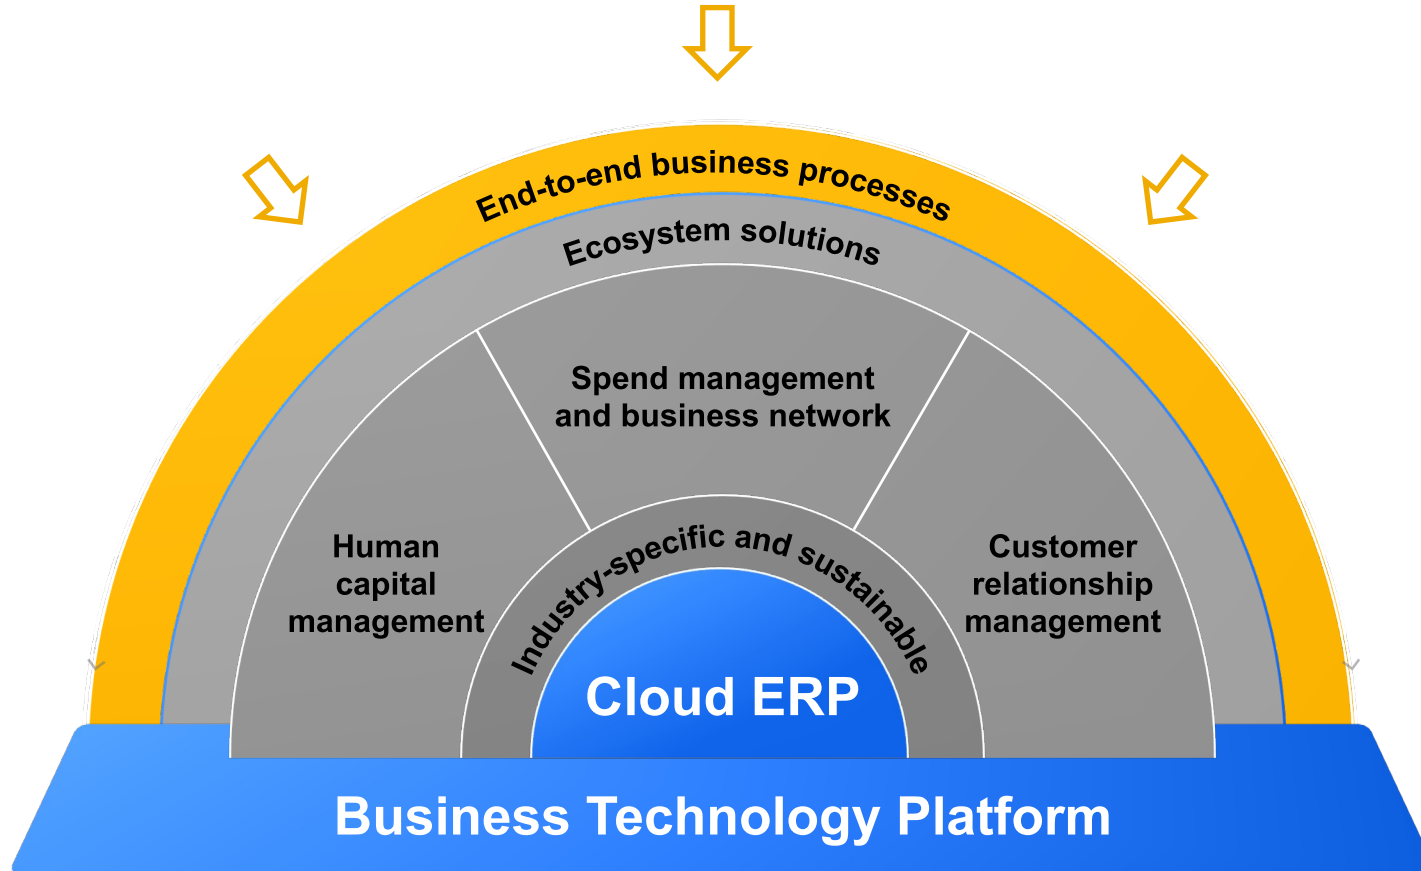 End-to-end business processes
Ecosystem solutions
Spend management
and business network
Human
capital
management
Customer
relationship
management
Industry-specific and sustainable
Cloud ERP
Business Technology Platform